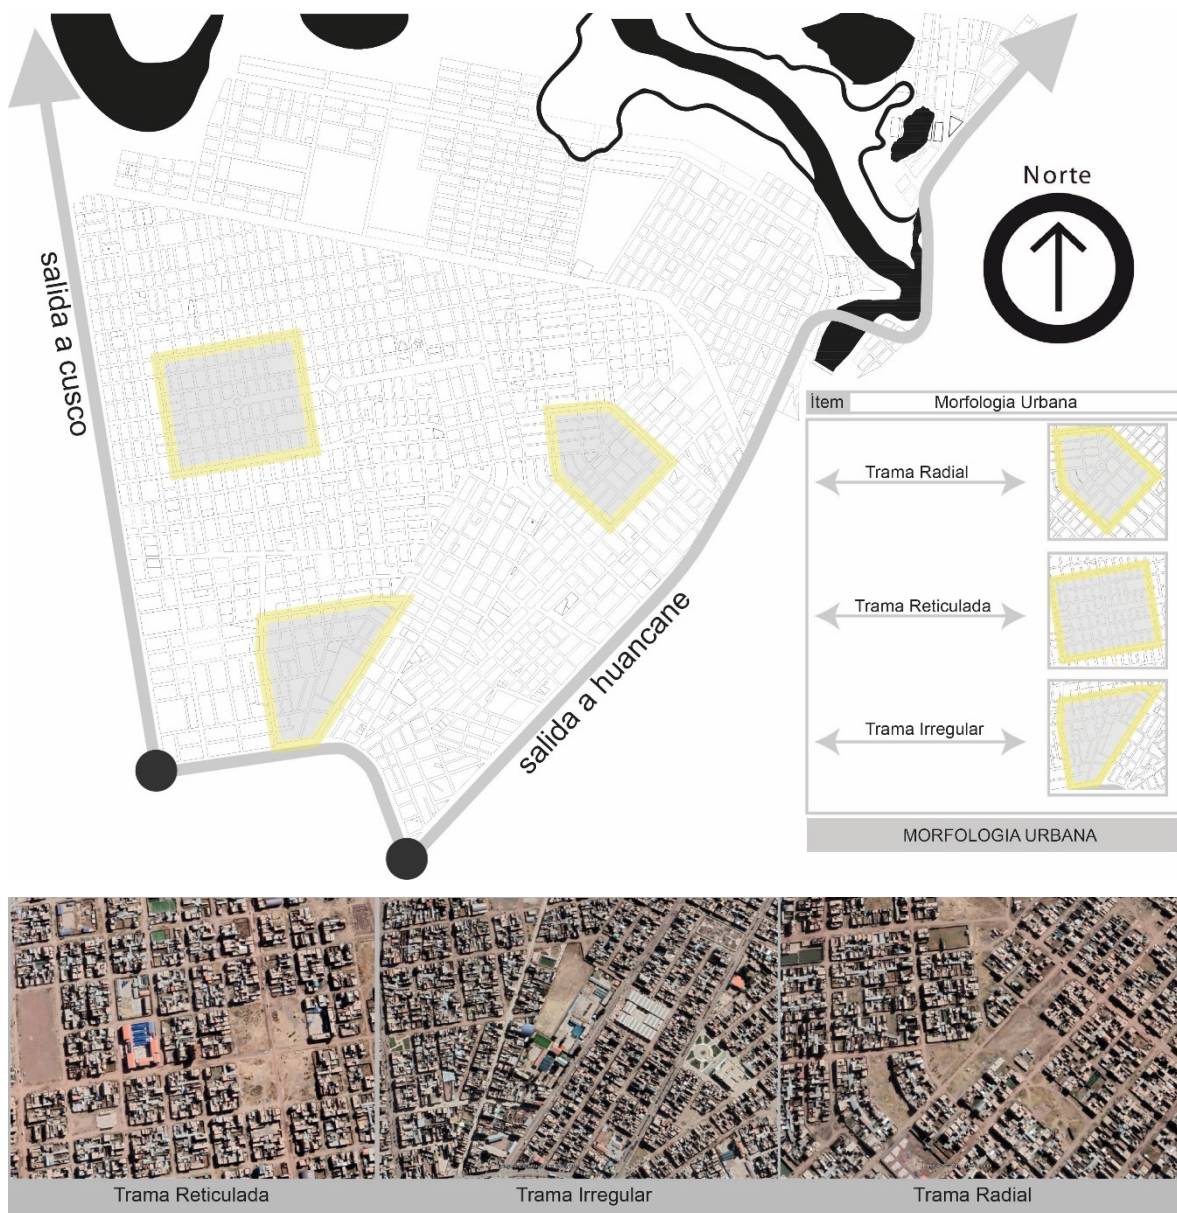 Norte
salida a cusco
salida a huancane
Ítem
Morfologia Urbana
Trama Radial
Trama Reticulada
Trama Irregular
MORFOLOGIA URBANA
Trama Reticulada
Trama Irregular
Trama Radial